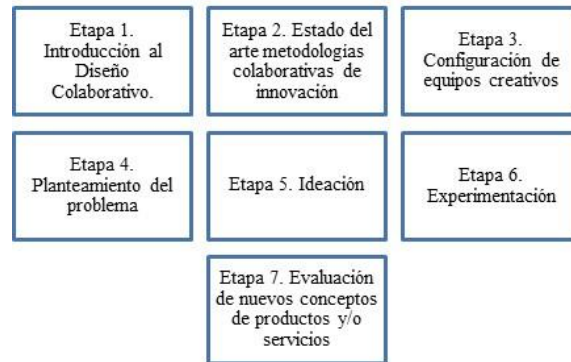 Etapa 1.
Introducción al
Diseño
Colaborativo.
Etapa 2. Estado del
arte metodologías
colaborativas de
innovación
Etapa 3.
Configuración de
equipos creativos
Etapa 4.
Planteamiento del
problema
Etapa 5. Ideación
Etapa 6.
Experimentación
Etapa 7. Evaluación
de nuevos conceptos
de productos y/o
servicios